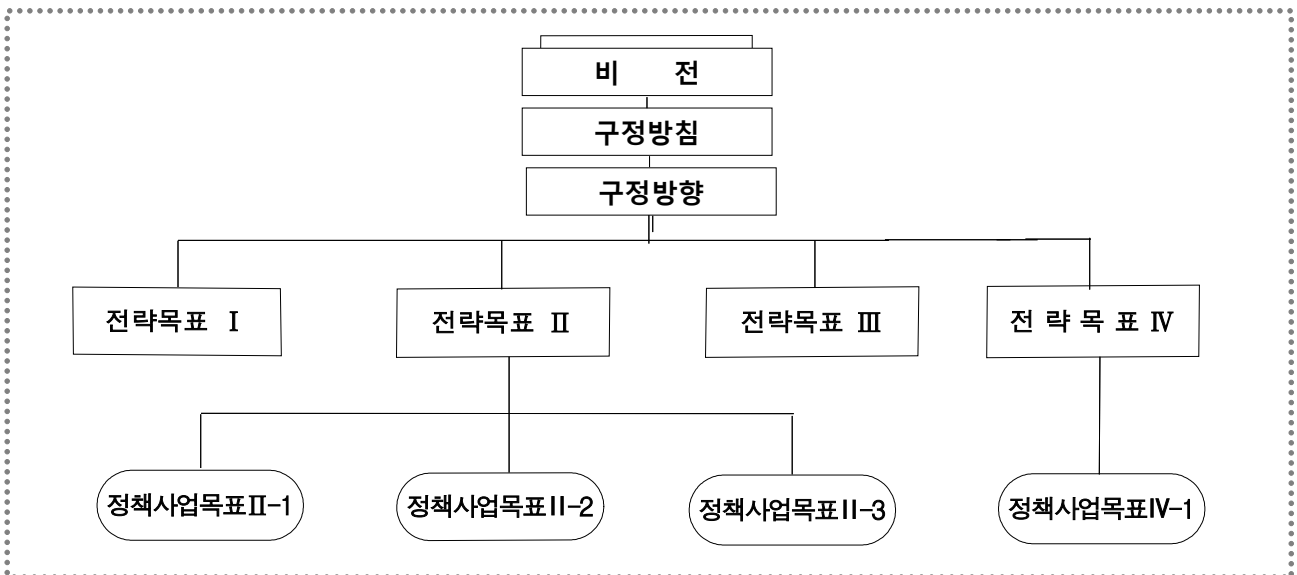 비 전
구정방침
구정방향
전략목표 Ⅰ
전략목표 Ⅱ
전략목표 Ⅲ
전 략 목 표 Ⅳ
정책사업목표Ⅱ-1
정책사업목표II-2
정책사업목표II-3
정책사업목표IV-1